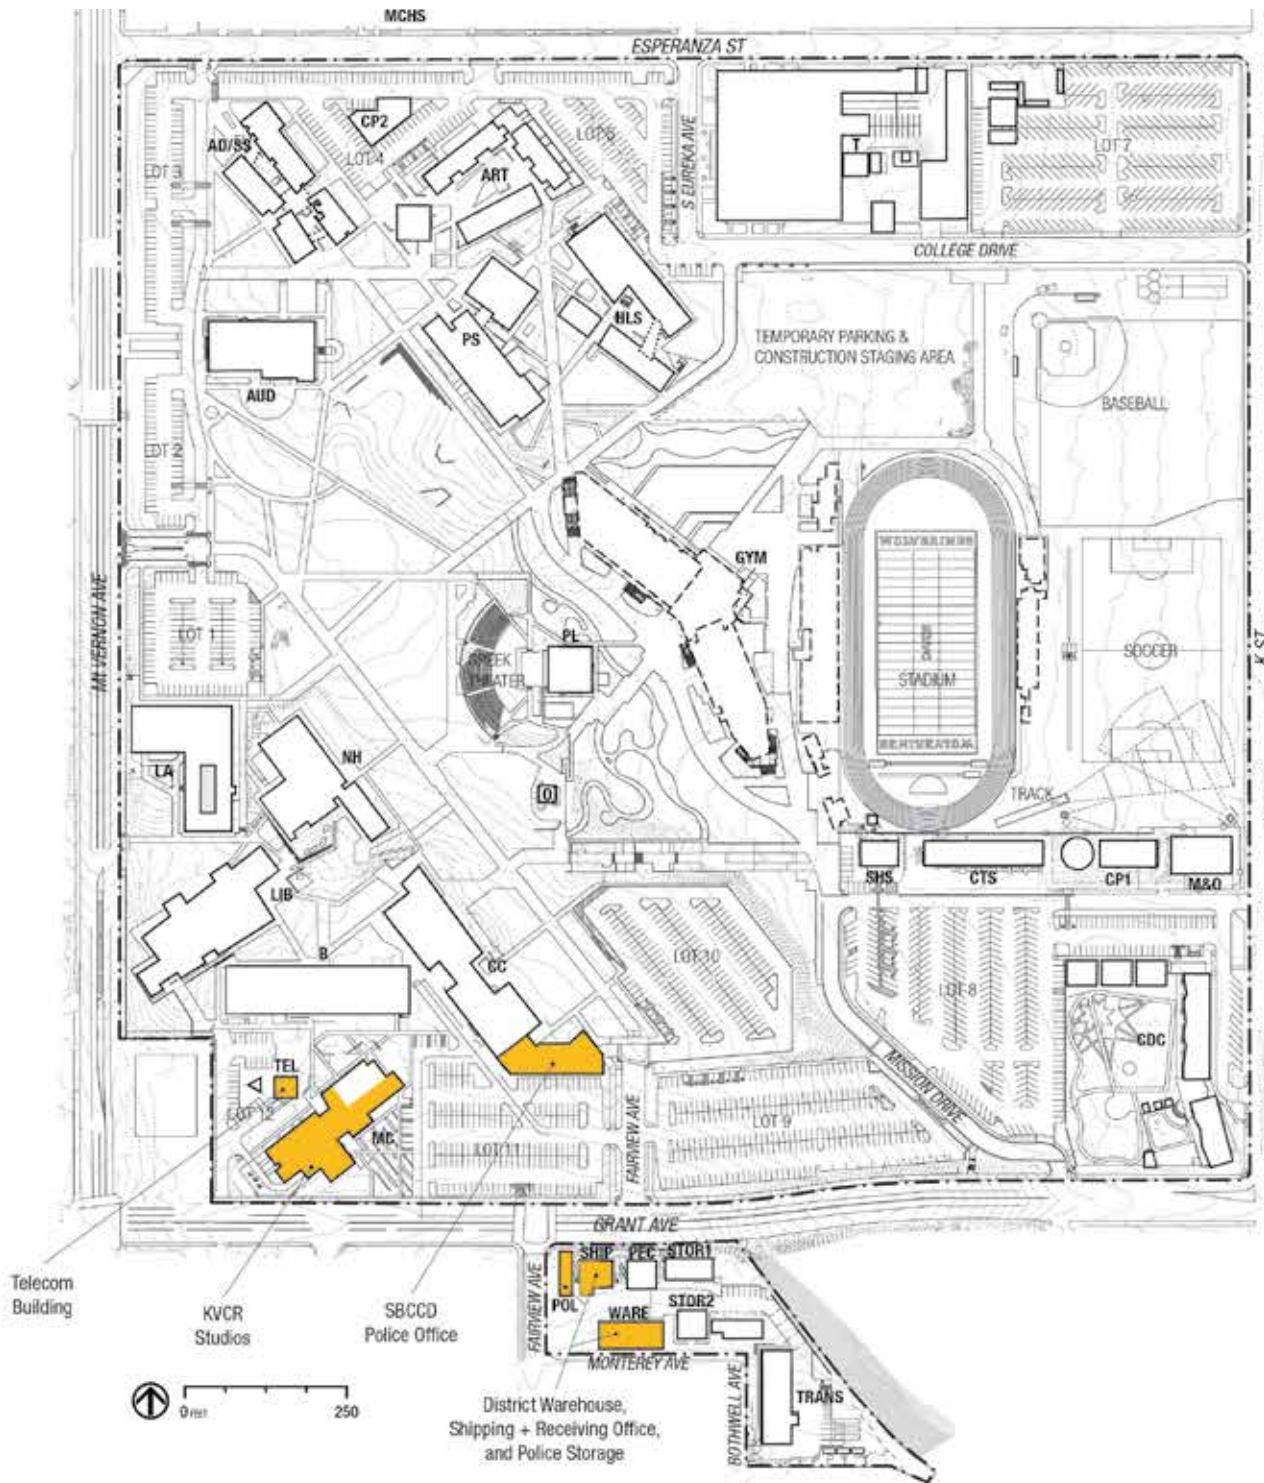 MCHS
ESPERANZA ST
CP2
AD/SS
LOT 3
LOT 4
LOT 5
ART
S EUREKA AVE
T
LOT 7
COLLEGE DRIVE
HLS
PS
AUD
TEMPORARY PARKING &
CONSTRUCTION STAGING AREA
BASEBALL
LOT 2
MT VERNON AVE
WOLVERINES
GYM
LOT 1
PL
GREEK
THEATER
STADIUM
SOCCER
K ST
LA
NH
O
TRACK
LIB
SHS
CTS
CP1
M&O
B
CC
LOT 10
LOT 8
TEL
LOT 12
MC
LOT 11
FAIRVIEW AVE
LOT 9
MISSION DRIVE
CDC
GRANT AVE
Telecom
Building
KVCR
Studios
SBCCD
Police Office
FAIRVIEW AVE
POL
SHIP
PEC
STOR1
WARE
STOR2
MONTEREY AVE
BOTHWELL AVE
TRANS
0 FEET
250
District Warehouse,
Shipping + Receiving Office,
and Police Storage